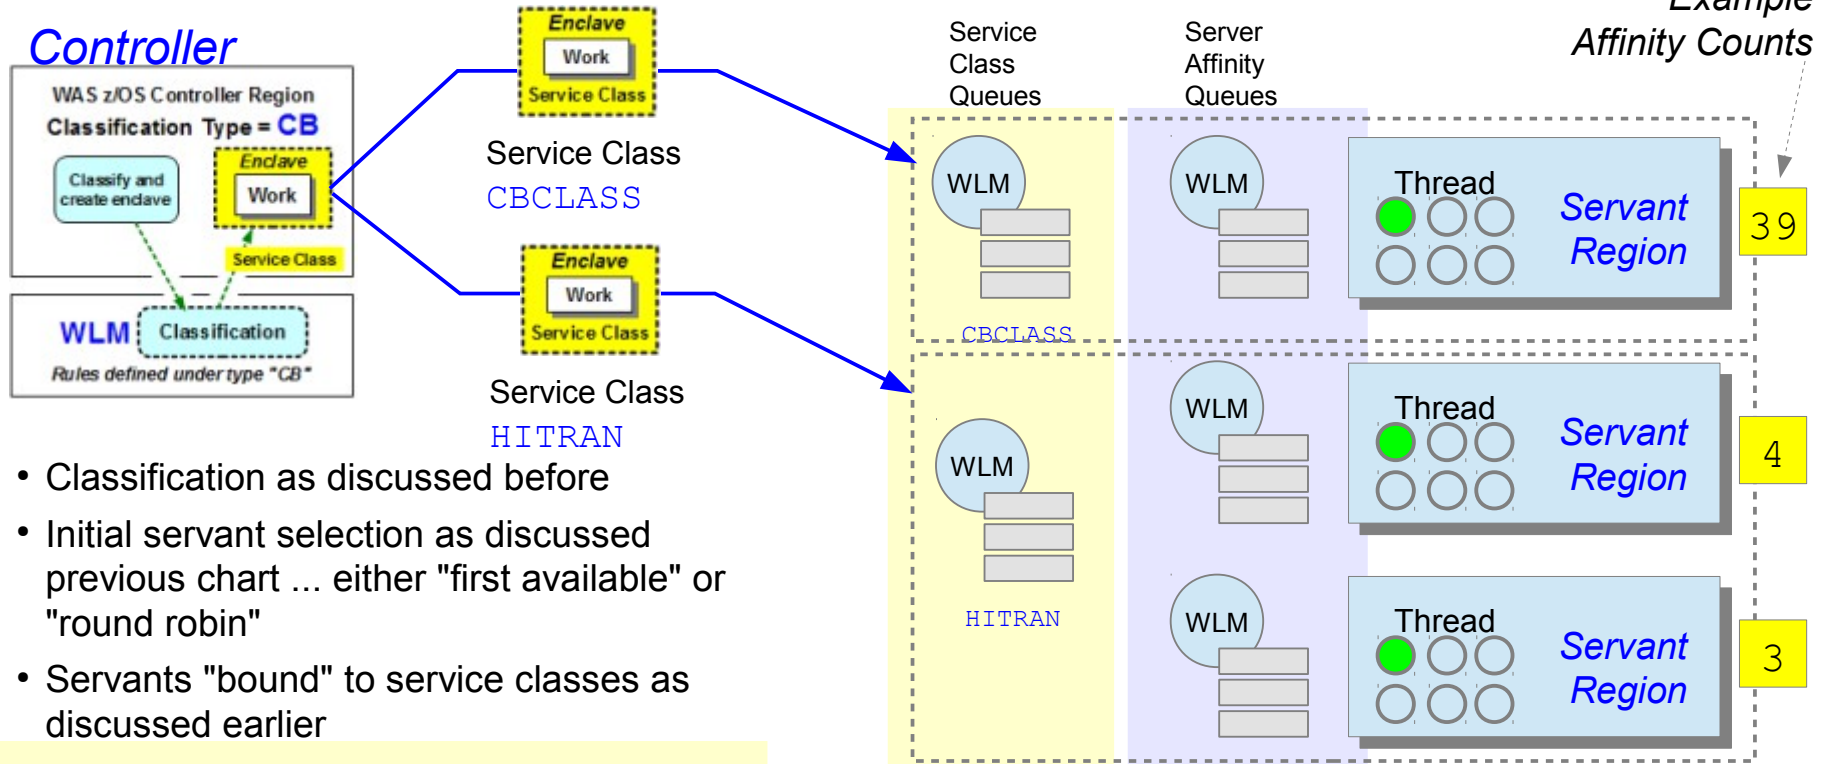 Example
Affinity Counts
Controller
WAS z/OS Controller Region
Classification Type = CB
Classify and
create enclave
Enclave
Work
Service Class
WLM
Classification
Rules defined under type "CB"
Enclave
Work
Service Class
Service Class
CBCLASS
Enclave
Work
Service Class
Service Class
HITRAN
Service
Class
Queues
Server
Affinity
Queues
WLM
CBCLASS
WLM
Thread
Servant
Region
39
WLM
HITRAN
WLM
Thread
Servant
Region
4
WLM
Thread
Servant
Region
3
• Classification as discussed before
• Initial servant selection as discussed
previous chart ... either "first available" or
"round robin"
• Servants "bound" to service classes as
discussed earlier